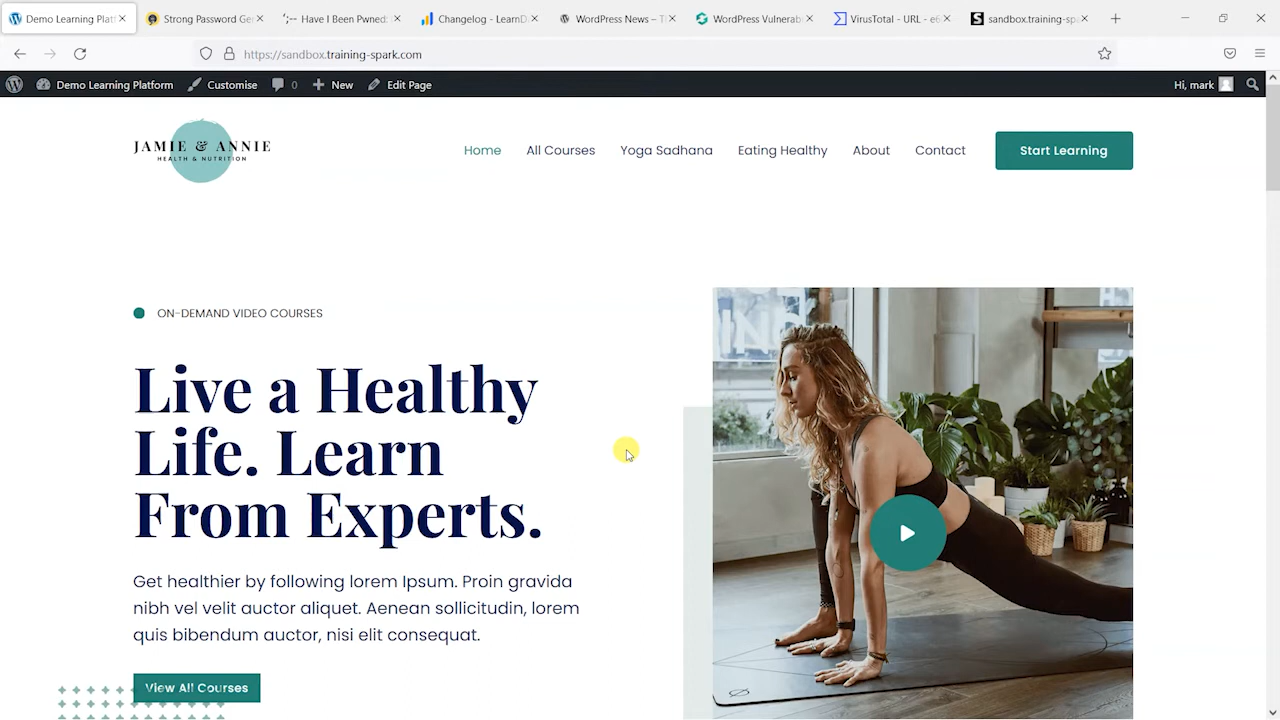 Demo Learning Platf
Strong Password Ge
Have I Been Pwned:
Changelog - LearnD
WordPress News – T
WordPress Vulnerab
VirusTotal - URL - e6
sandbox.training-sp
https://sandbox.training-spark.com
Demo Learning Platform Customise 0 New Edit Page Hi, mark
JAMIE & ANNIE
HEALTH & NUTRITION
Home All Courses Yoga Sadhana Eating Healthy About Contact Start Learning
ON-DEMAND VIDEO COURSES
Live a Healthy
Life. Learn
From Experts.
Get healthier by following lorem Ipsum. Proin gravida
nibh vel velit auctor aliquet. Aenean sollicitudin, lorem
quis bibendum auctor, nisi elit consequat.
View All Courses